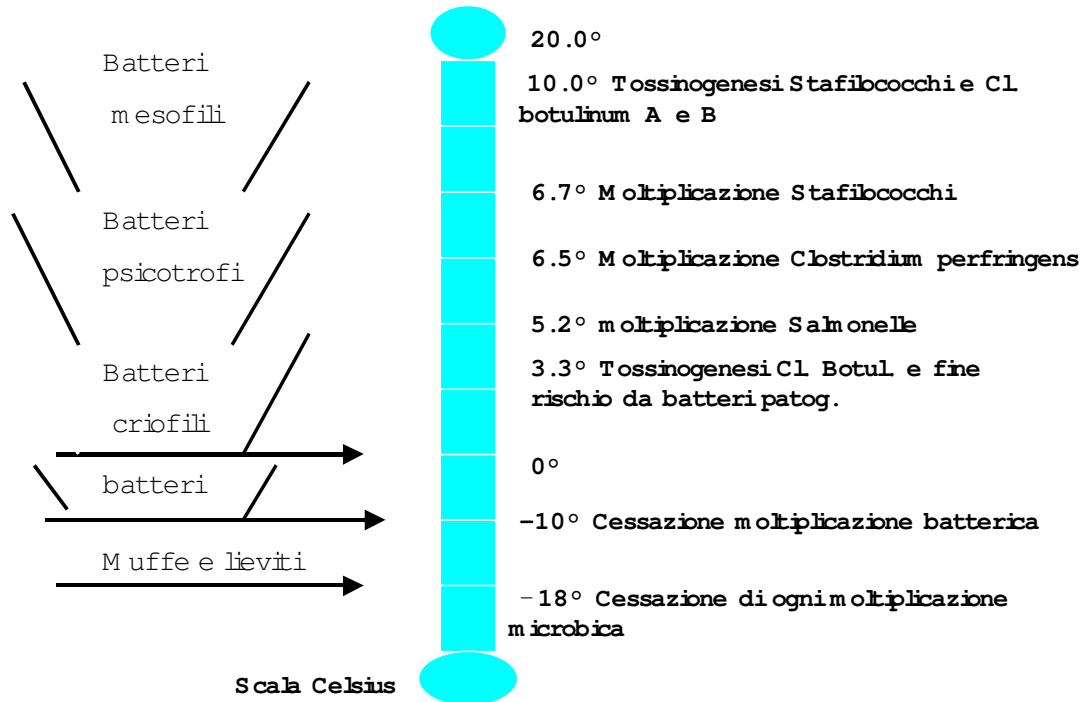 Batteri
mesofili
Batteri
psicotrofi
Batteri
criofili
batteri
Muffe e lieviti
20.0°
10.0° Tossinogenesi Stafilococchi e Cl.
botulinum A e B
6.7° Moltiplicazione Stafilococchi
6.5° Moltiplicazione Clostridium perfringens
5.2° moltiplicazione Salmonelle
3.3° Tossinogenesi Cl. Botul. e fine
rischio da batteri patog.
0°
–10° Cessazione moltiplicazione batterica
–18° Cessazione di ogni moltiplicazione
microbica
Scala Celsius